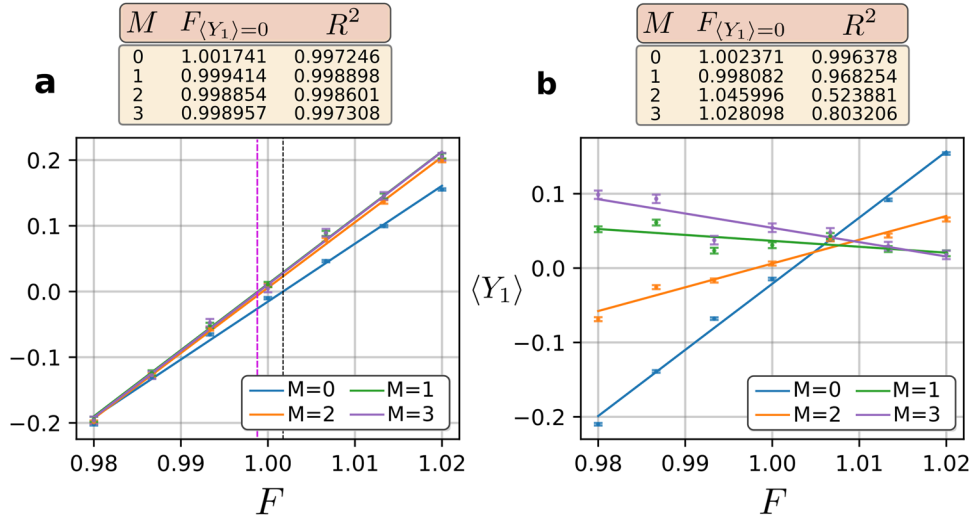 M F⟨Y₁⟩=0 R²
0 1.001741 0.997246
1 0.999414 0.998898
2 0.998854 0.998601
3 0.998957 0.997308
a
0.2
0.1
0.0
−0.1
−0.2
M=0 M=1
M=2 M=3
0.98 0.99 1.00 1.01 1.02
F
M F⟨Y₁⟩=0 R²
0 1.002371 0.996378
1 0.998082 0.968254
2 1.045996 0.523881
3 1.028098 0.803206
b
⟨Y₁⟩
0.1
0.0
−0.1
−0.2
M=0 M=1
M=2 M=3
0.98 0.99 1.00 1.01 1.02
F